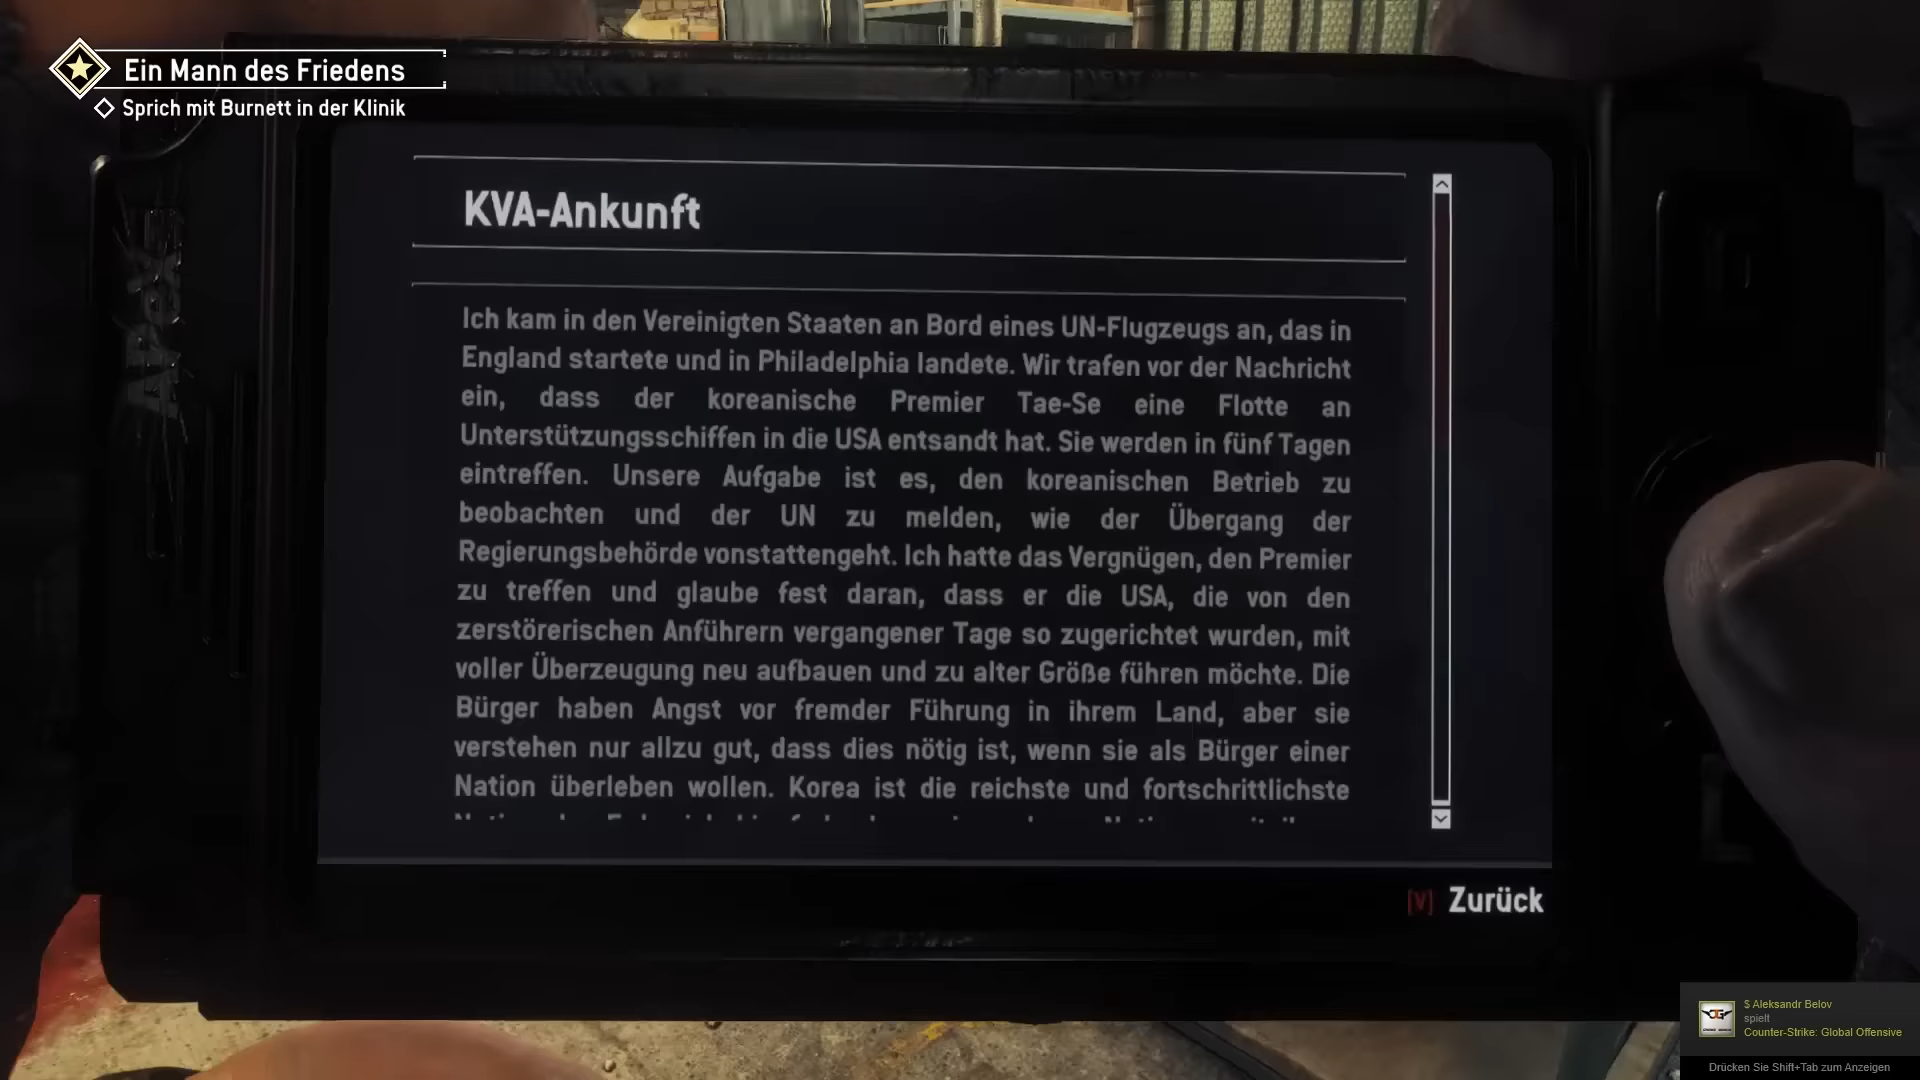 Ein Mann des Friedens
Sprich mit Burnett in der Klinik
KVA-Ankunft
Ich kam in den Vereinigten Staaten an Bord eines UN-Flugzeugs an, das in
England startete und in Philadelphia landete. Wir trafen vor der Nachricht
ein, dass der koreanische Premier Tae-Se eine Flotte an
Unterstützungsschiffen in die USA entsandt hat. Sie werden in fünf Tagen
eintreffen. Unsere Aufgabe ist es, den koreanischen Betrieb zu
beobachten und der UN zu melden, wie der Übergang der
Regierungsbehörde vonstattengeht. Ich hatte das Vergnügen, den Premier
zu treffen und glaube fest daran, dass er die USA, die von den
zerstörerischen Anführern vergangener Tage so zugerichtet wurden, mit
voller Überzeugung neu aufbauen und zu alter Größe führen möchte. Die
Bürger haben Angst vor fremder Führung in ihrem Land, aber sie
verstehen nur allzu gut, dass dies nötig ist, wenn sie als Bürger einer
Nation überleben wollen. Korea ist die reichste und fortschrittlichste
[V] Zurück
S Aleksandr Belov
spielt
Counter-Strike: Global Offensive
Drücken Sie Shift+Tab zum Anzeigen